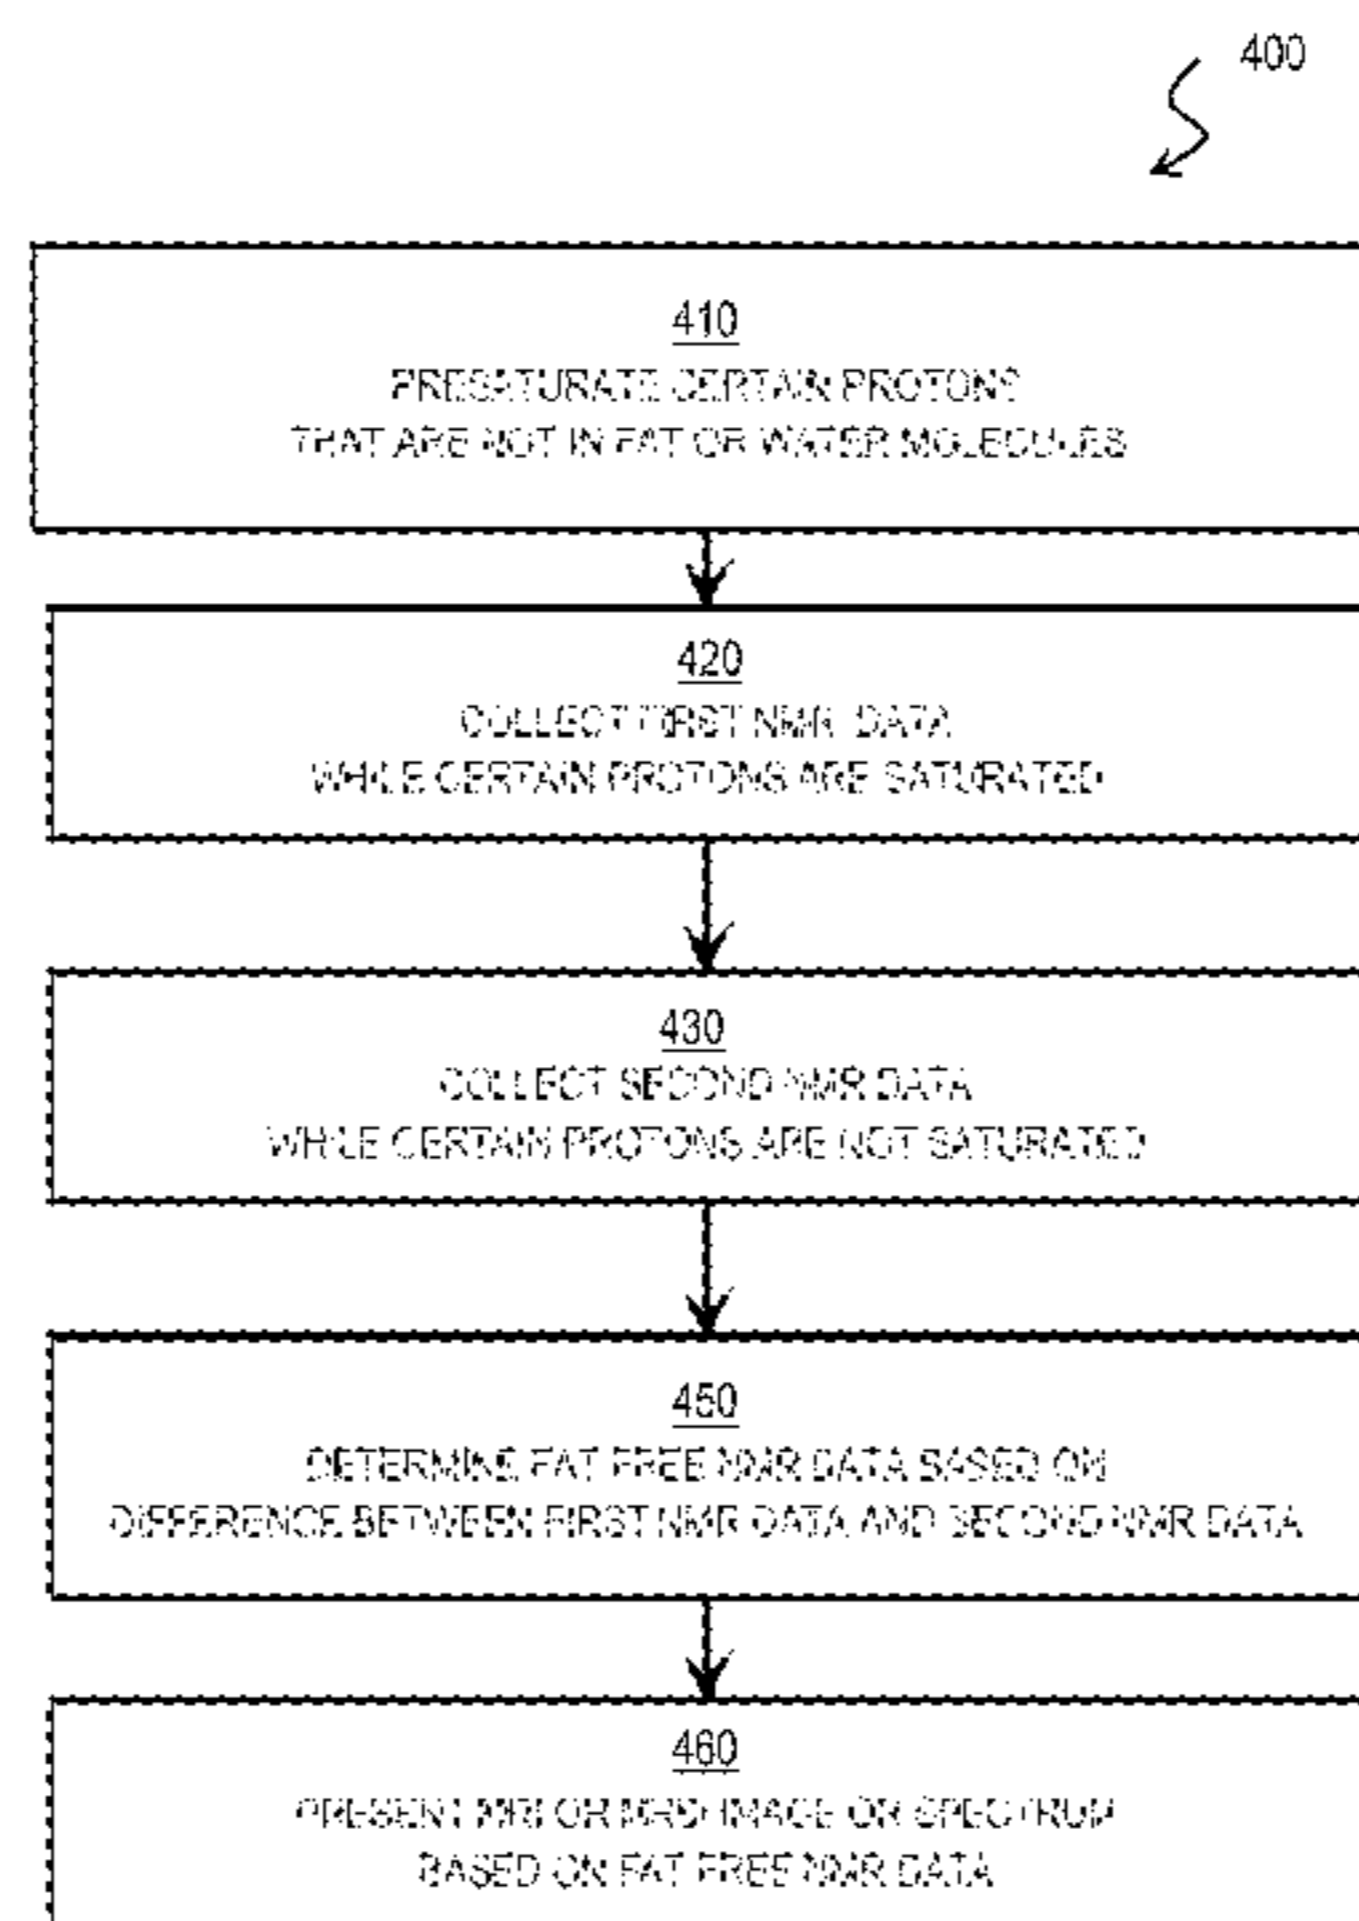 400
410
PRESATURATE CERTAIN PROTONS
THAT ARE NOT IN FAT OR WATER MOLECULES
420
COLLECT FIRST NMR DATA
WHILE CERTAIN PROTONS ARE SATURATED
430
COLLECT SECOND NMR DATA
WHILE CERTAIN PROTONS ARE NOT SATURATED
450
DETERMINE FAT FREE NMR DATA BASED ON
DIFFERENCE BETWEEN FIRST NMR DATA AND SECOND NMR DATA
460
PRESENT MRI OR IMAGE OR SPECTRUM
BASED ON FAT FREE NMR DATA